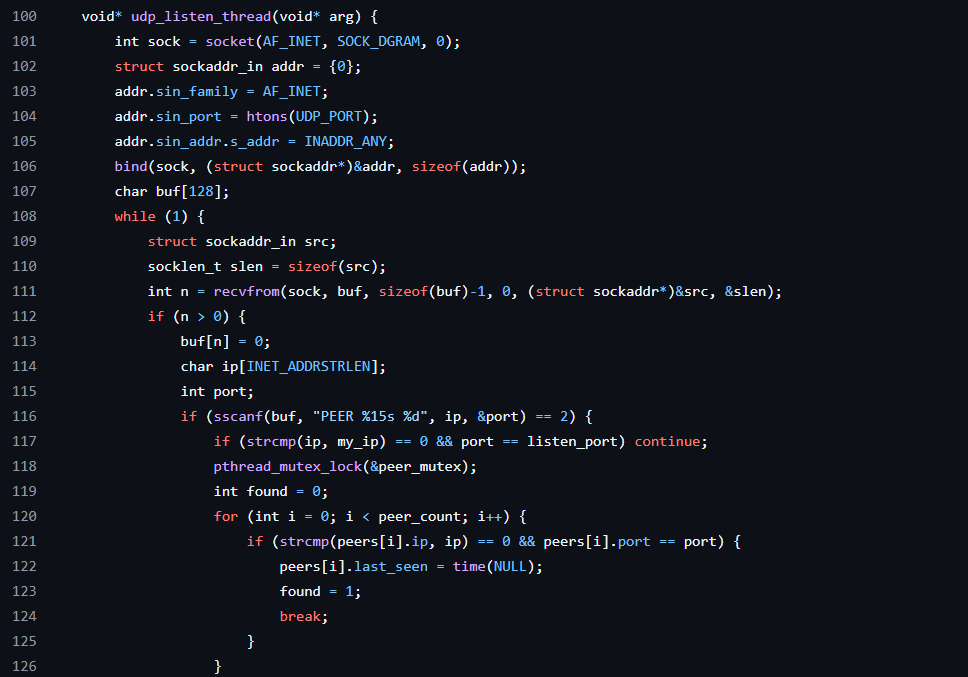 100 void* udp_listen_thread(void* arg) {
101     int sock = socket(AF_INET, SOCK_DGRAM, 0);
102     struct sockaddr_in addr = {0};
103     addr.sin_family = AF_INET;
104     addr.sin_port = htons(UDP_PORT);
105     addr.sin_addr.s_addr = INADDR_ANY;
106     bind(sock, (struct sockaddr*)&addr, sizeof(addr));
107     char buf[128];
108     while (1) {
109         struct sockaddr_in src;
110         socklen_t slen = sizeof(src);
111         int n = recvfrom(sock, buf, sizeof(buf)-1, 0, (struct sockaddr*)&src, &slen);
112         if (n > 0) {
113             buf[n] = 0;
114             char ip[INET_ADDRSTRLEN];
115             int port;
116             if (sscanf(buf, "PEER %15s %d", ip, &port) == 2) {
117                 if (strcmp(ip, my_ip) == 0 && port == listen_port) continue;
118                 pthread_mutex_lock(&peer_mutex);
119                 int found = 0;
120                 for (int i = 0; i < peer_count; i++) {
121                     if (strcmp(peers[i].ip, ip) == 0 && peers[i].port == port) {
122                         peers[i].last_seen = time(NULL);
123                         found = 1;
124                         break;
125                     }
126                 }